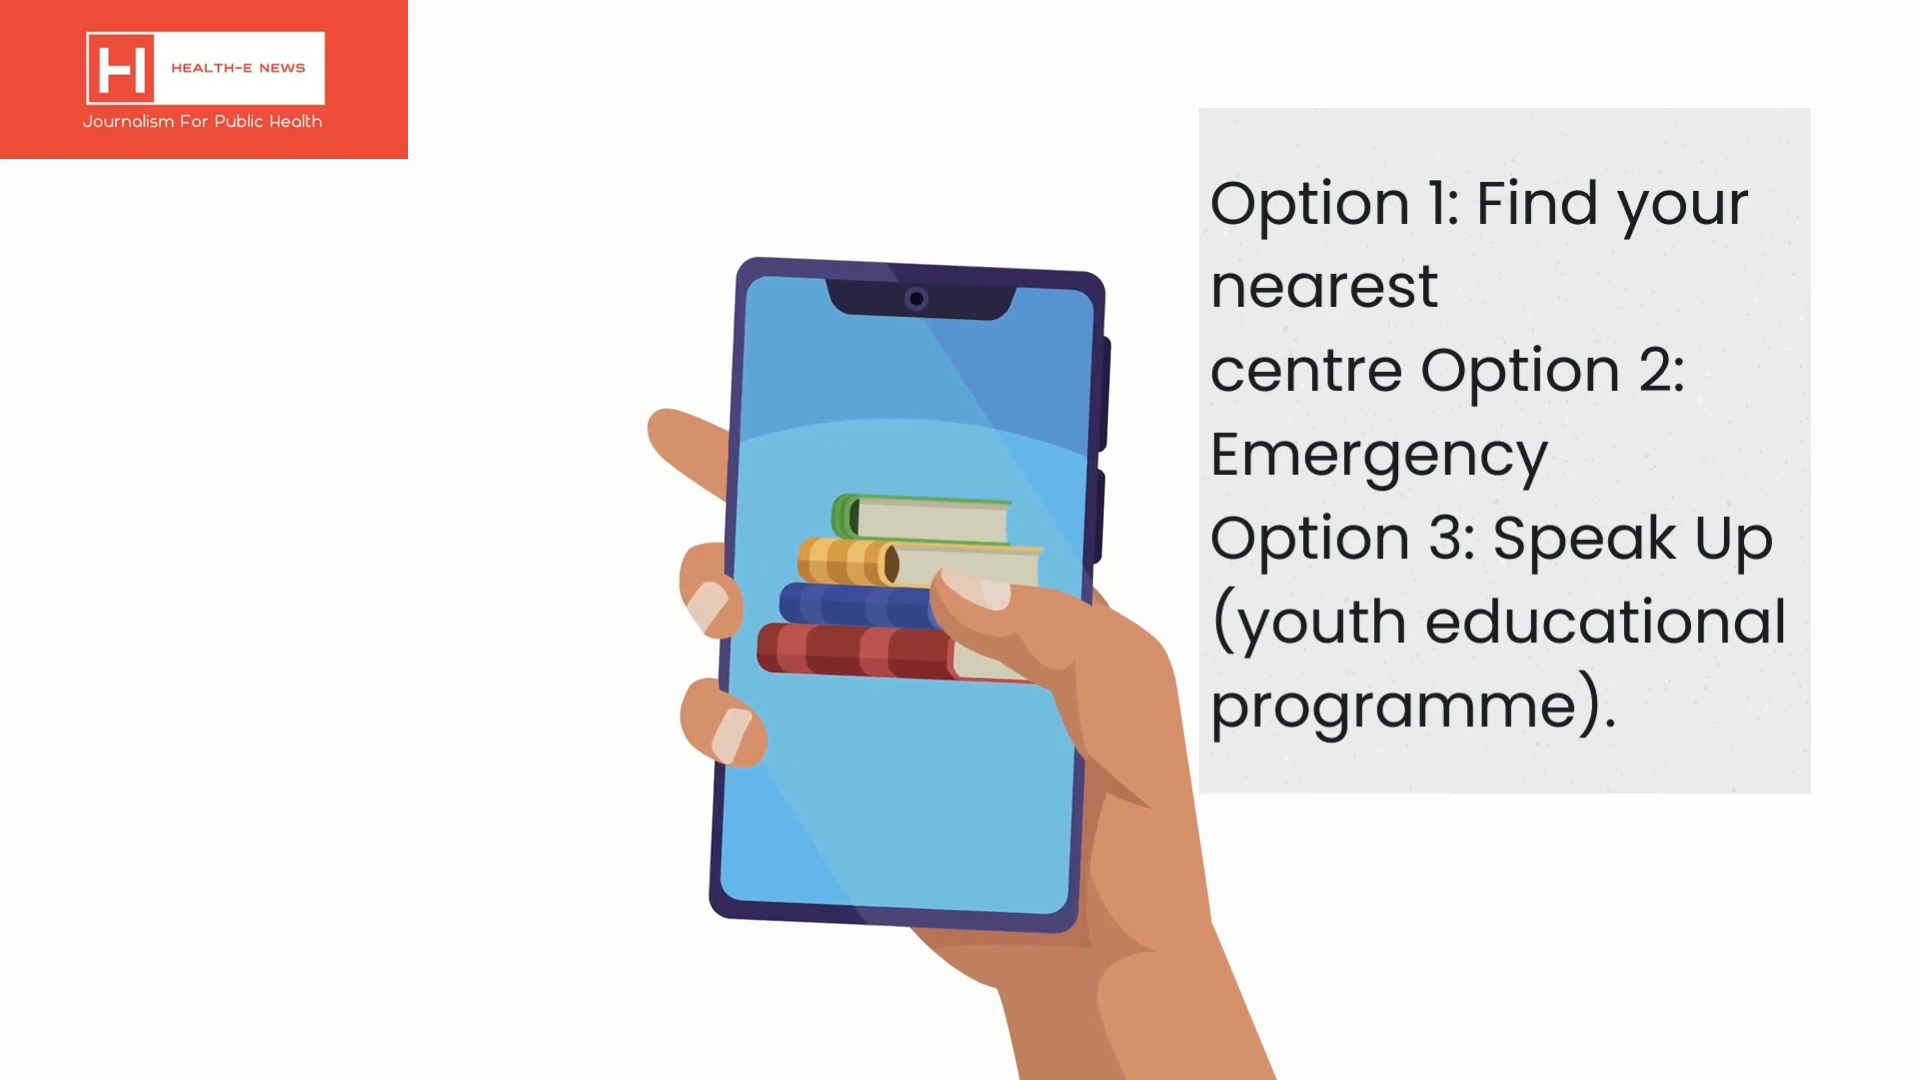 H
HEALTH-E NEWS
Journalism For Public Health
Option 1: Find your
nearest
centre Option 2:
Emergency
Option 3: Speak Up
(youth educational
programme).